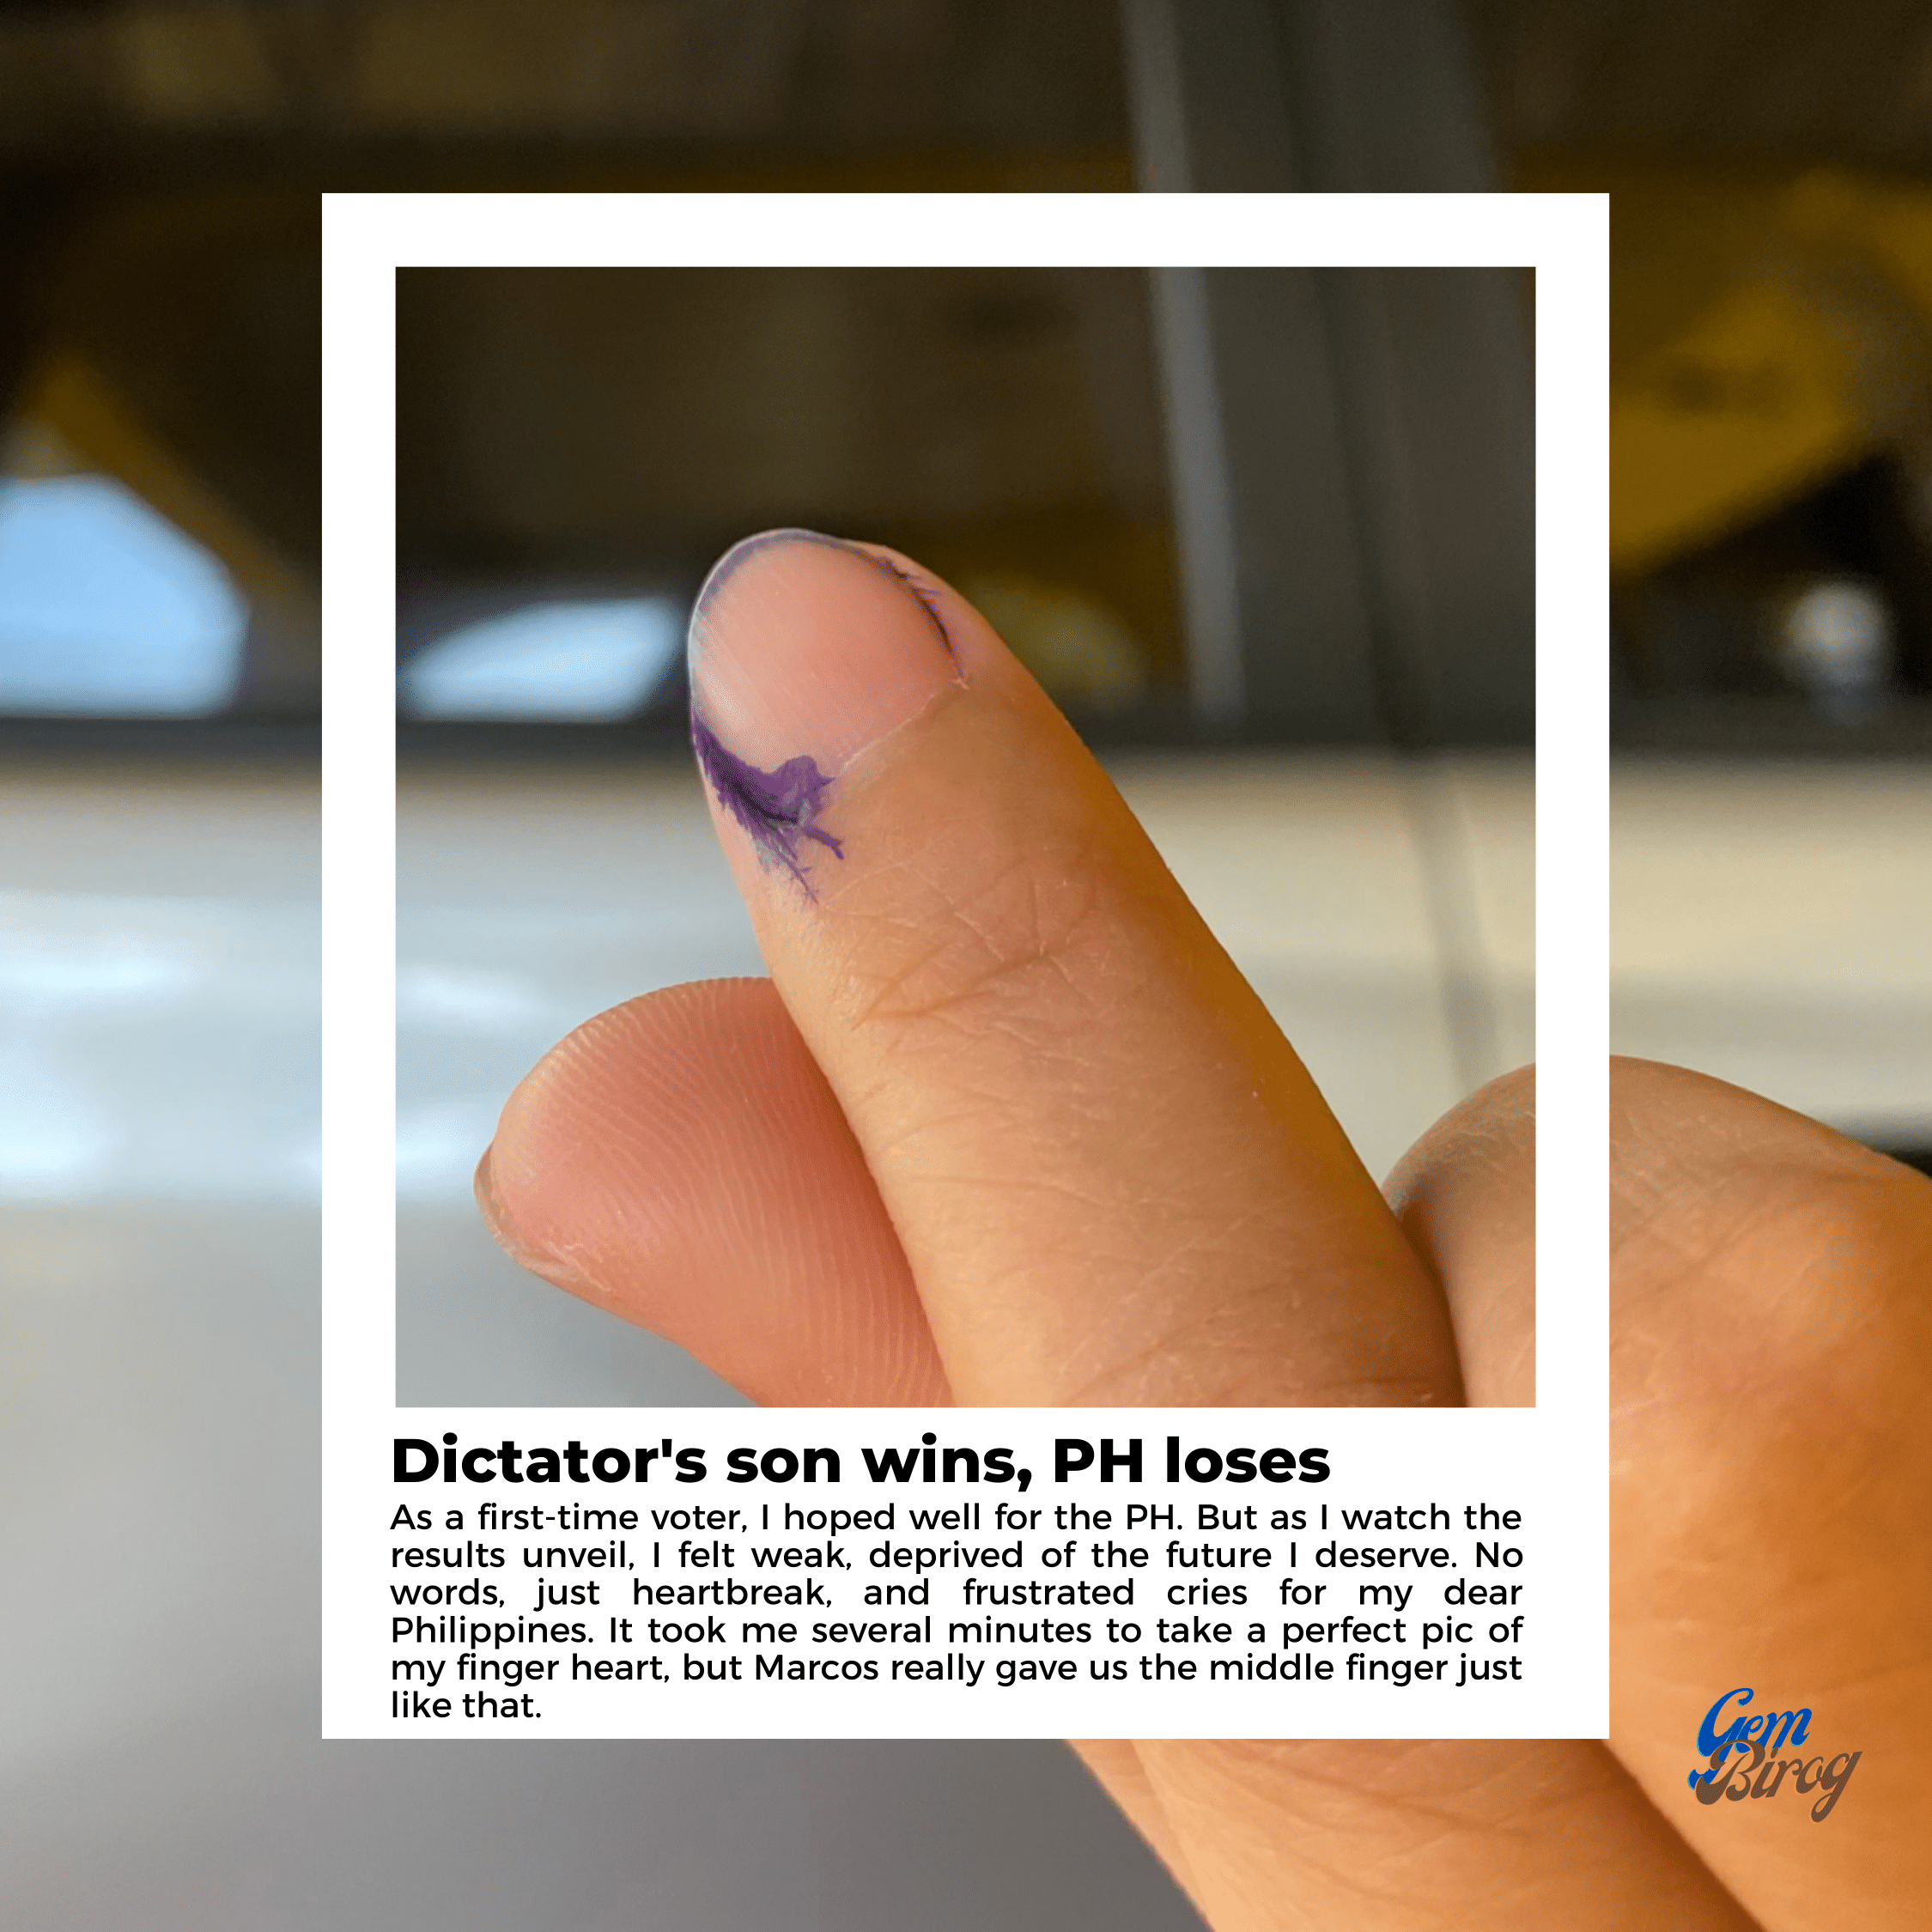 Dictator's son wins, PH loses
As a first-time voter, I hoped well for the PH. But as I watch the
results unveil, I felt weak, deprived of the future I deserve. No
words, just heartbreak, and frustrated cries for my dear
Philippines. It took me several minutes to take a perfect pic of
my finger heart, but Marcos really gave us the middle finger just
like that.
Gem
Birog